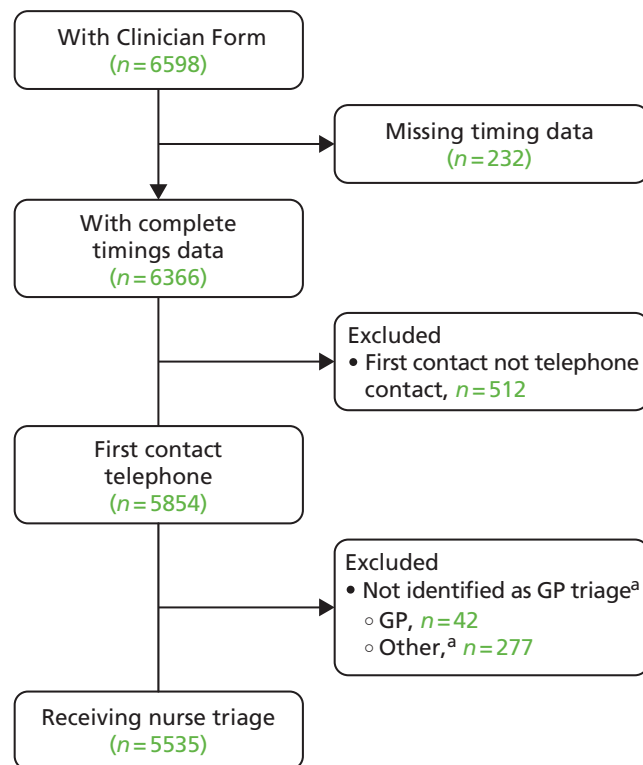 With Clinician Form
(n=6598)
Missing timing data
(n=232)
With complete
timings data
(n=6366)
Excluded
• First contact not telephone
contact, n=512
First contact
telephone
(n=5854)
Excluded
• Not identified as GP triageᵃ
○ GP, n=42
○ Other,ᵃ n=277
Receiving nurse triage
(n=5535)